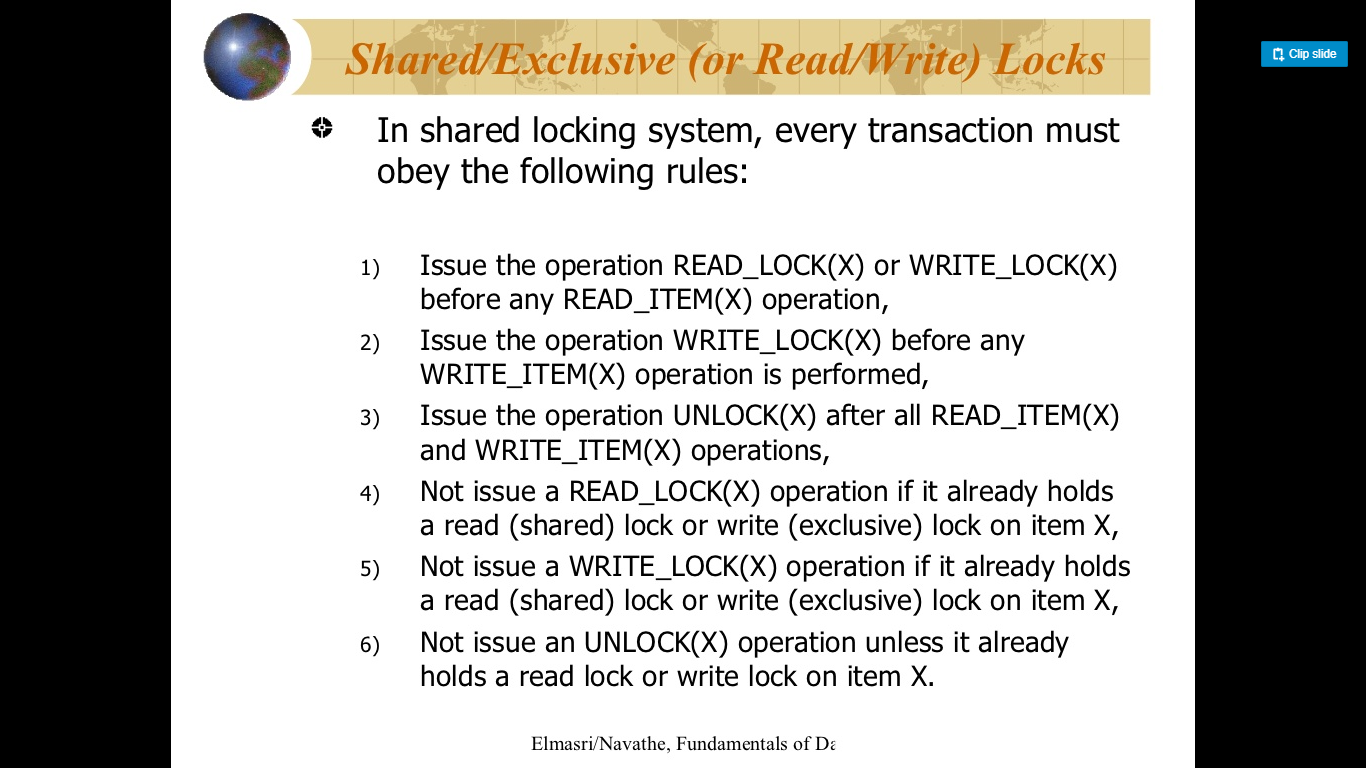 Shared/Exclusive (or Read/Write) Locks
Clip slide
In shared locking system, every transaction must
obey the following rules:
1) Issue the operation READ_LOCK(X) or WRITE_LOCK(X)
before any READ_ITEM(X) operation,
2) Issue the operation WRITE_LOCK(X) before any
WRITE_ITEM(X) operation is performed,
3) Issue the operation UNLOCK(X) after all READ_ITEM(X)
and WRITE_ITEM(X) operations,
4) Not issue a READ_LOCK(X) operation if it already holds
a read (shared) lock or write (exclusive) lock on item X,
5) Not issue a WRITE_LOCK(X) operation if it already holds
a read (shared) lock or write (exclusive) lock on item X,
6) Not issue an UNLOCK(X) operation unless it already
holds a read lock or write lock on item X.
Elmasri/Navathe, Fundamentals of